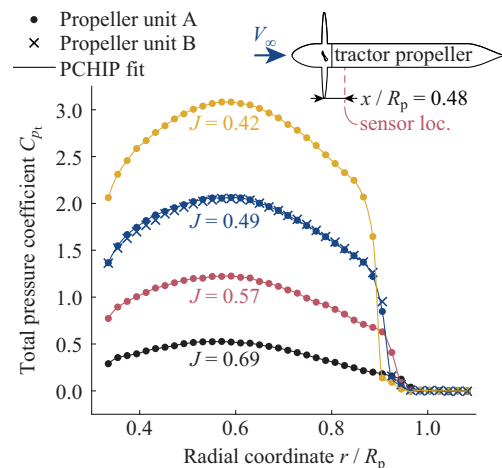 Propeller unit A
Propeller unit B
PCHIP fit
V∞
tractor propeller
x / Rp = 0.48
sensor loc.
Total pressure coefficient Cpt
3.0
2.5
2.0
1.5
1.0
0.5
0.0
J = 0.42
J = 0.49
J = 0.57
J = 0.69
0.4 0.6 0.8 1.0
Radial coordinate r / Rp